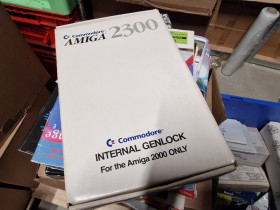 Commodore
AMIGA 2300
Commodore
INTERNAL GENLOCK
For the Amiga 2000 ONLY